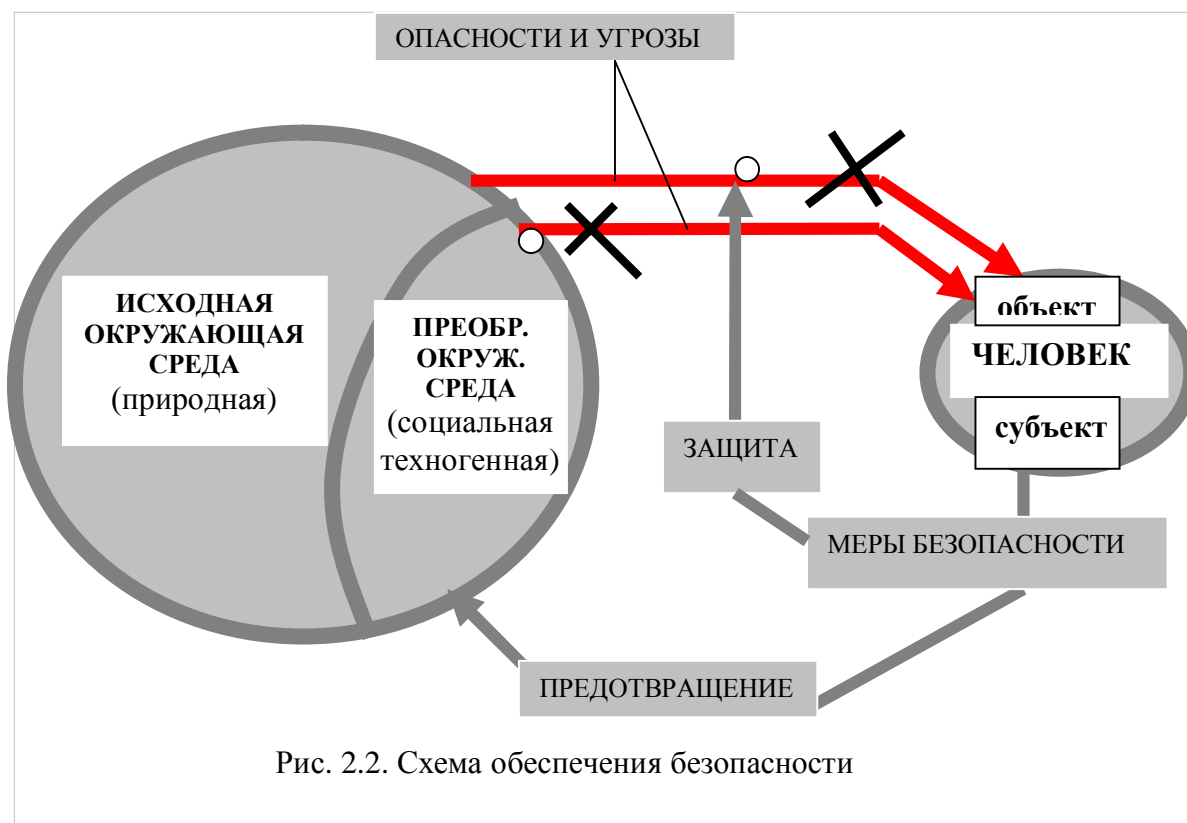 ОПАСНОСТИ И УГРОЗЫ
ИСХОДНАЯ
ОКРУЖАЮЩАЯ
СРЕДА
(природная)
ПРЕОБР.
ОКРУЖ.
СРЕДА
(социальная
техногенная)
объект
ЧЕЛОВЕК
субъект
ЗАЩИТА
МЕРЫ БЕЗОПАСНОСТИ
ПРЕДОТВРАЩЕНИЕ
Рис. 2.2. Схема обеспечения безопасности